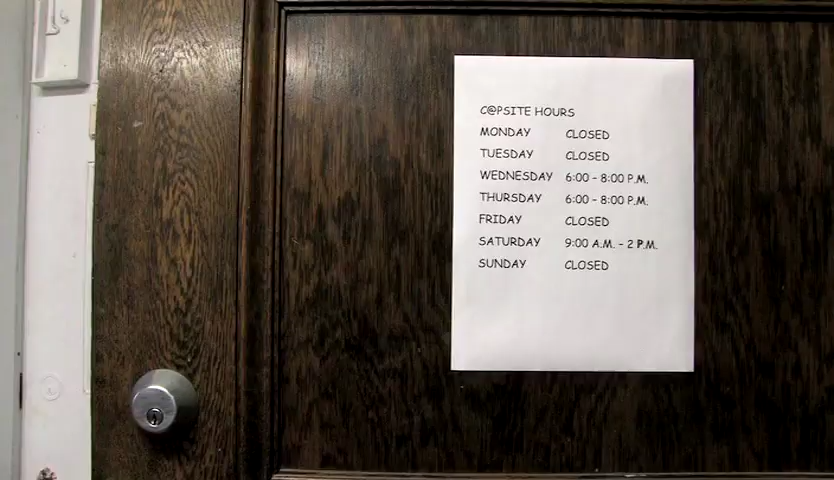 C@PSITE HOURS
MONDAY CLOSED
TUESDAY CLOSED
WEDNESDAY 6:00 - 8:00 P.M.
THURSDAY 6:00 - 8:00 P.M.
FRIDAY CLOSED
SATURDAY 9:00 A.M. - 2 P.M.
SUNDAY CLOSED